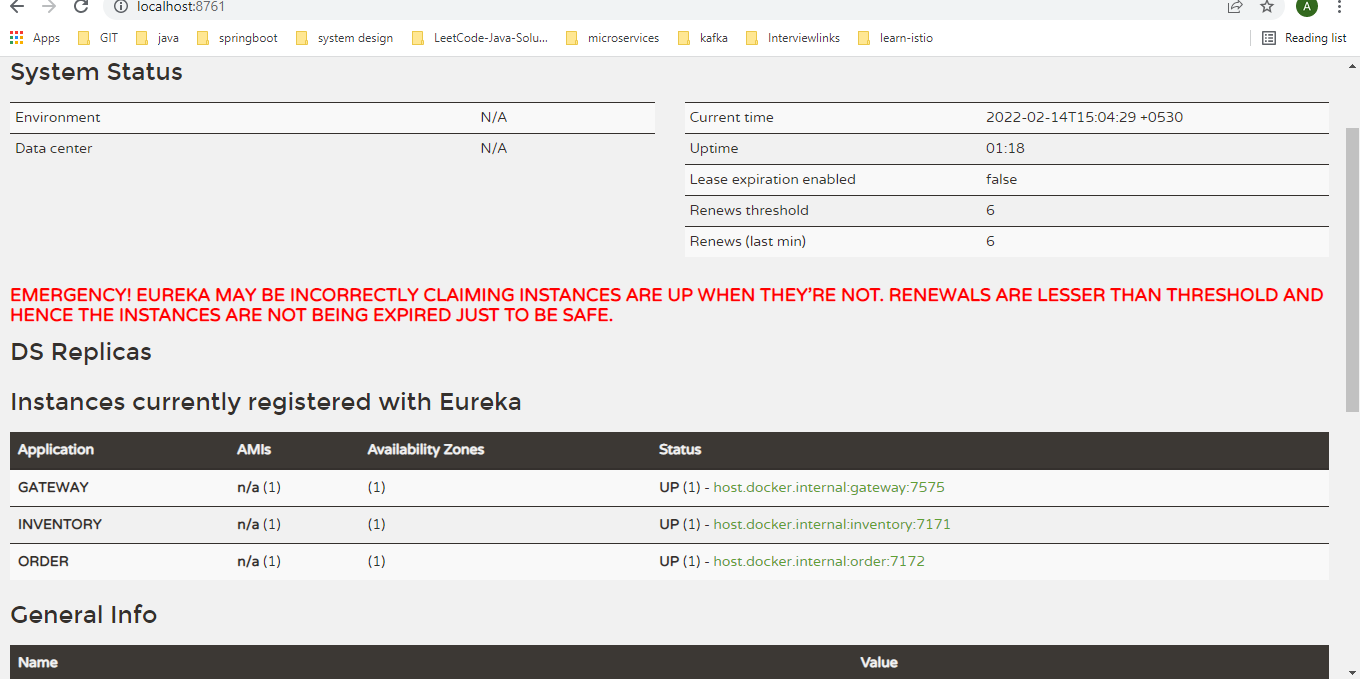 localhost:8761
A
Apps GIT java springboot system design LeetCode-Java-Solu... microservices kafka Interviewlinks learn-istio Reading list
System Status
Environment N/A
Data center N/A
Current time 2022-02-14T15:04:29 +0530
Uptime 01:18
Lease expiration enabled false
Renews threshold 6
Renews (last min) 6
EMERGENCY! EUREKA MAY BE INCORRECTLY CLAIMING INSTANCES ARE UP WHEN THEY'RE NOT. RENEWALS ARE LESSER THAN THRESHOLD AND
HENCE THE INSTANCES ARE NOT BEING EXPIRED JUST TO BE SAFE.
DS Replicas
Instances currently registered with Eureka
Application AMIs Availability Zones Status
GATEWAY n/a (1) (1) UP (1) - host.docker.internal:gateway:7575
INVENTORY n/a (1) (1) UP (1) - host.docker.internal:inventory:7171
ORDER n/a (1) (1) UP (1) - host.docker.internal:order:7172
General Info
Name Value